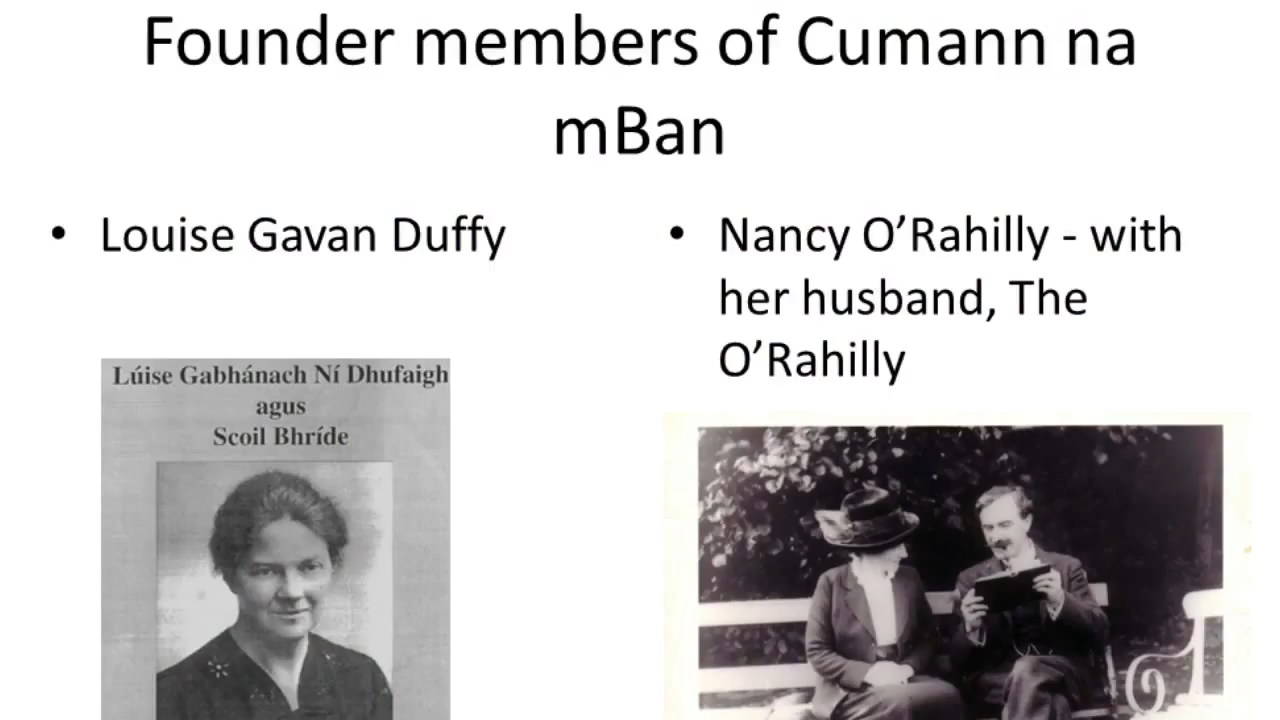 Founder members of Cumann na
mBan
• Louise Gavan Duffy
• Nancy O’Rahilly - with
her husband, The
O’Rahilly
Lúise Gabhánach Ní Dhufaigh
agus
Scoil Bhríde